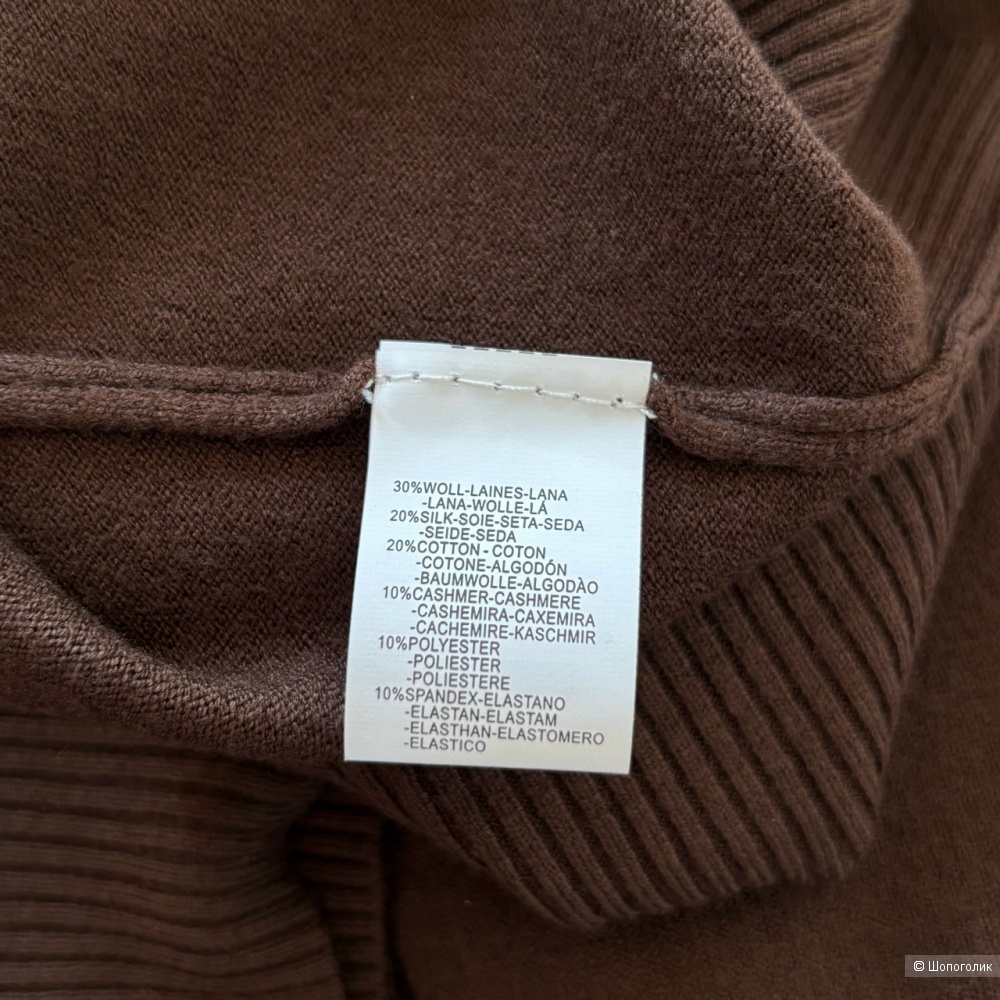 30%WOLL-LAINES-LANA
-LANA-WOLLE-LÃ
20%SILK-SOIE-SETA-SEDA
-SEIDE-SEDA
20%COTTON-COTON
-COTONE-ALGODÓN
-BAUMWOLLE-ALGODÀO
10%CASHMER-CASHMERE
-CASHEMIRA-CAXEMIRA
-CACHEMIRE-KASCHMIR
10%POLYESTER
-POLIESTER
-POLIESTERE
10%SPANDEX-ELASTANO
-ELASTAN-ELASTAM
-ELASTHAN-ELASTOMERO
-ELASTICO
© Шопоголик